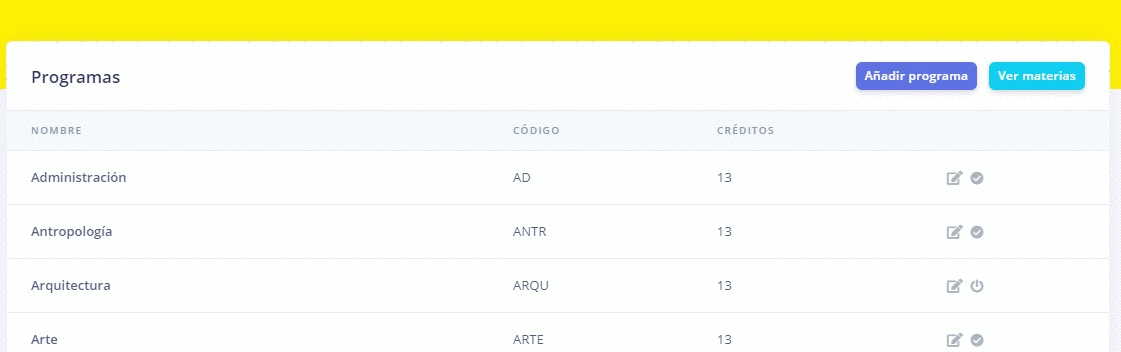 Programas Añadir programa Ver materias
NOMBRE CÓDIGO CRÉDITOS
Administración AD 13
Antropología ANTR 13
Arquitectura ARQU 13
Arte ARTE 13